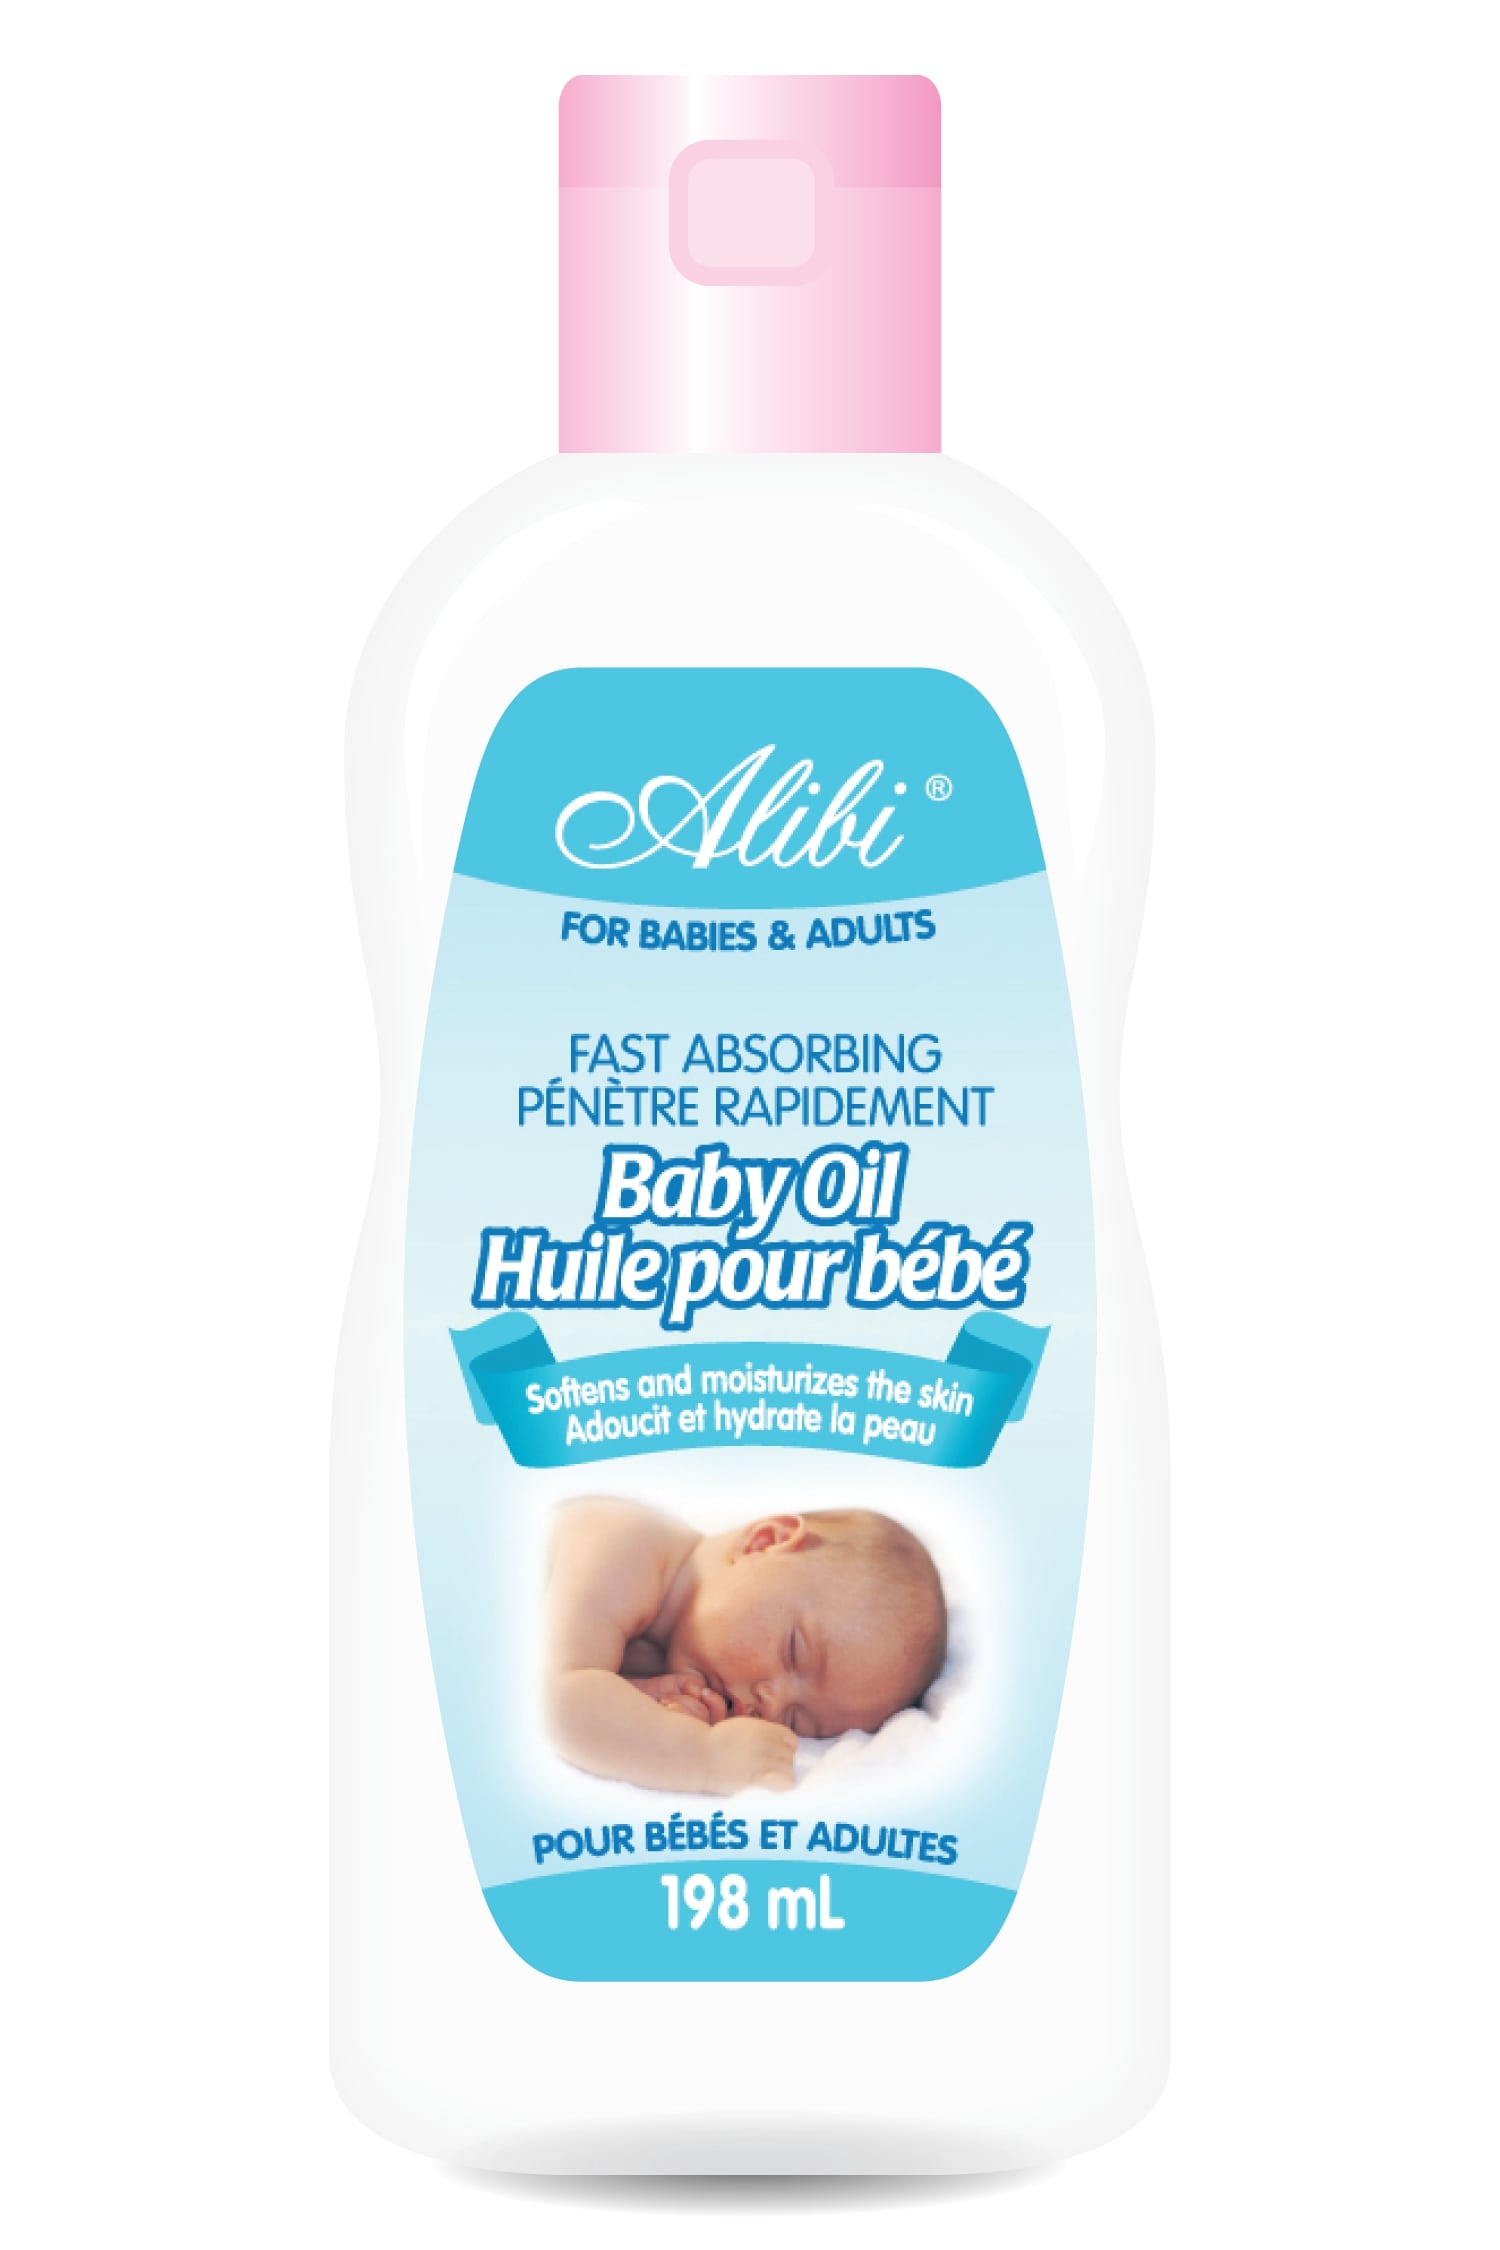 Alibi ®
FOR BABIES & ADULTS
FAST ABSORBING
PÉNÈTRE RAPIDEMENT
Baby Oil
Huile pour bébé
Softens and moisturizes the skin
Adoucit et hydrate la peau
POUR BÉBÉS ET ADULTES
198 mL